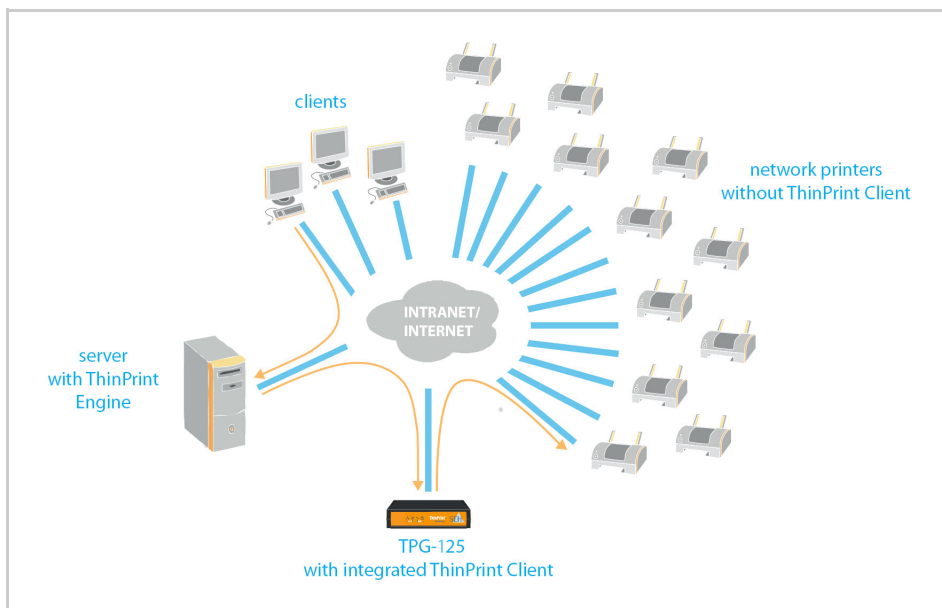 clients
network printers
without ThinPrint Client
INTRANET/
INTERNET
server
with ThinPrint
Engine
TPG-125
with integrated ThinPrint Client